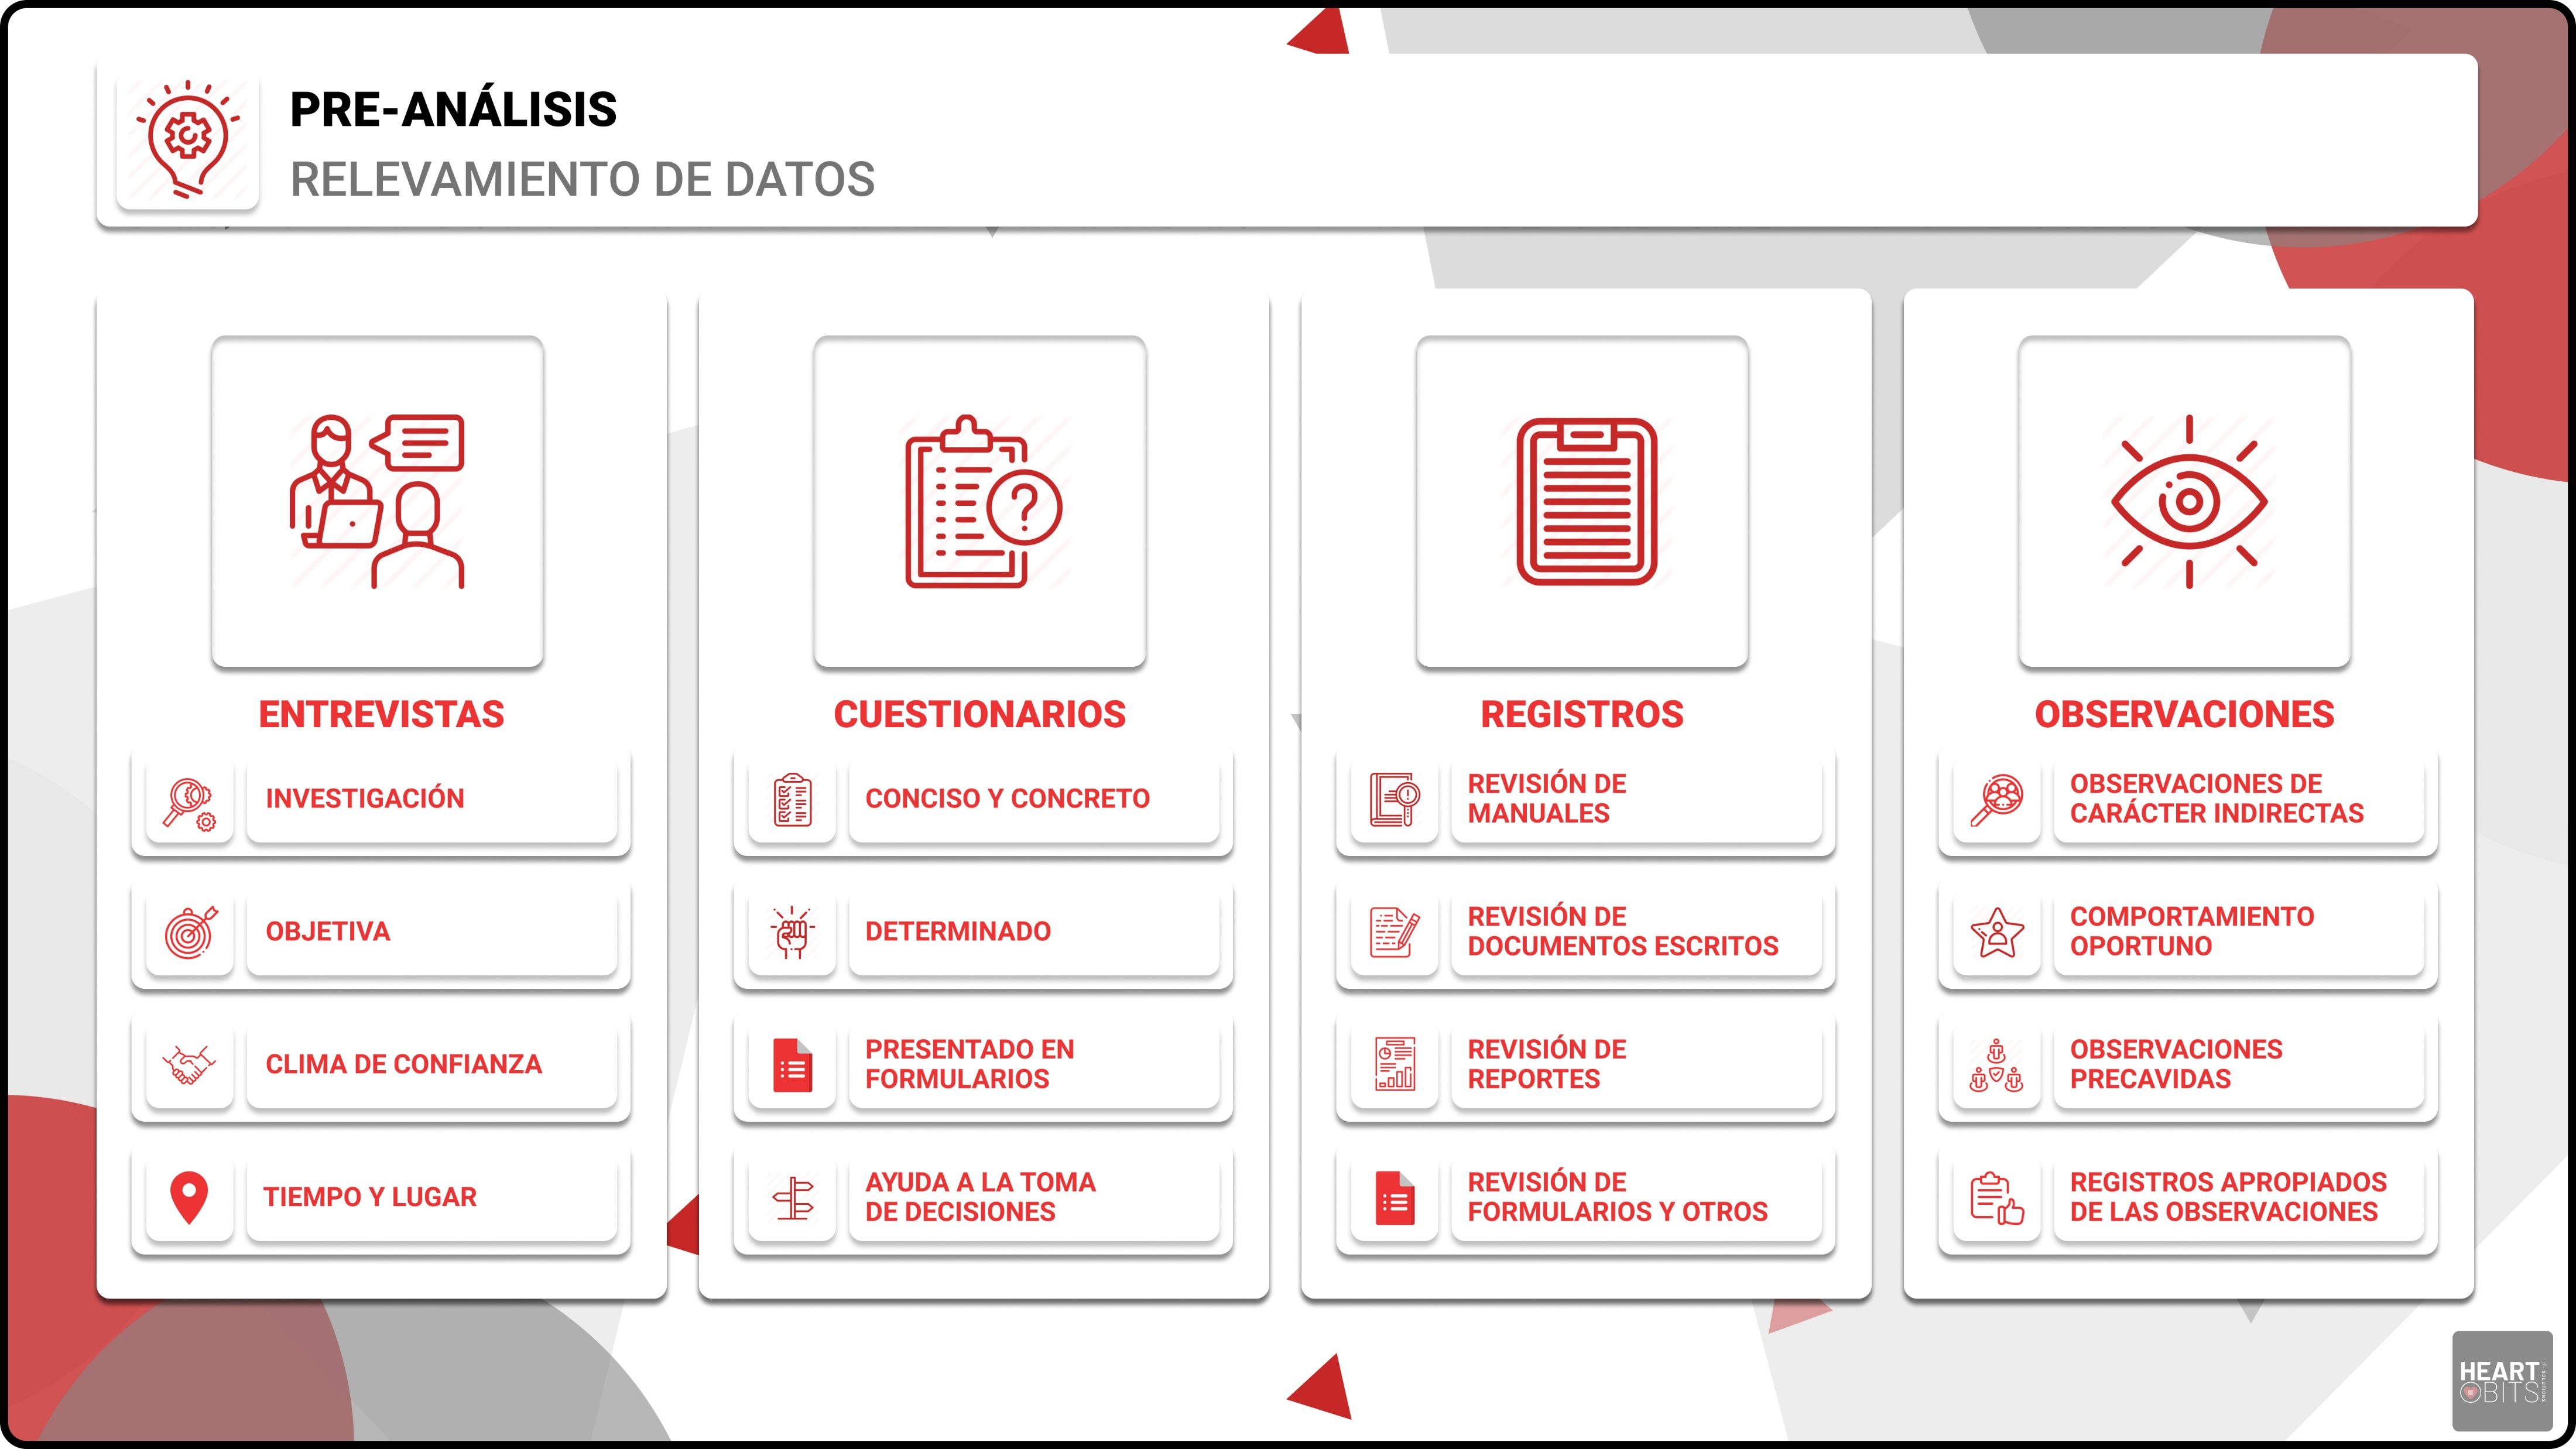 PRE-ANÁLISIS
RELEVAMIENTO DE DATOS
ENTREVISTAS
INVESTIGACIÓN
OBJETIVA
CLIMA DE CONFIANZA
TIEMPO Y LUGAR
CUESTIONARIOS
CONCISO Y CONCRETO
DETERMINADO
PRESENTADO EN
FORMULARIOS
AYUDA A LA TOMA
DE DECISIONES
REGISTROS
REVISIÓN DE
MANUALES
REVISIÓN DE
DOCUMENTOS ESCRITOS
REVISIÓN DE
REPORTES
REVISIÓN DE
FORMULARIOS Y OTROS
OBSERVACIONES
OBSERVACIONES DE
CARÁCTER INDIRECTAS
COMPORTAMIENTO
OPORTUNO
OBSERVACIONES
PRECAVIDAS
REGISTROS APROPIADOS
DE LAS OBSERVACIONES
HEART
BITS
IT SOLUTIONS